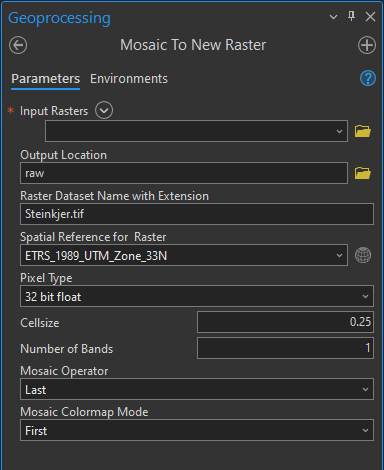 Geoprocessing
Mosaic To New Raster
Parameters Environments
?
* Input Rasters
Output Location
raw
Raster Dataset Name with Extension
Steinkjer.tif
Spatial Reference for Raster
ETRS_1989_UTM_Zone_33N
Pixel Type
32 bit float
Cellsize 0.25
Number of Bands 1
Mosaic Operator
Last
Mosaic Colormap Mode
First